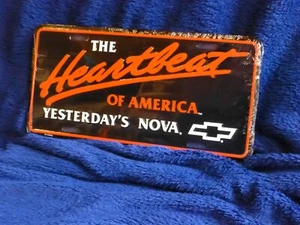 THE
Heartbeat
OF AMERICA
YESTERDAY'S NOVA